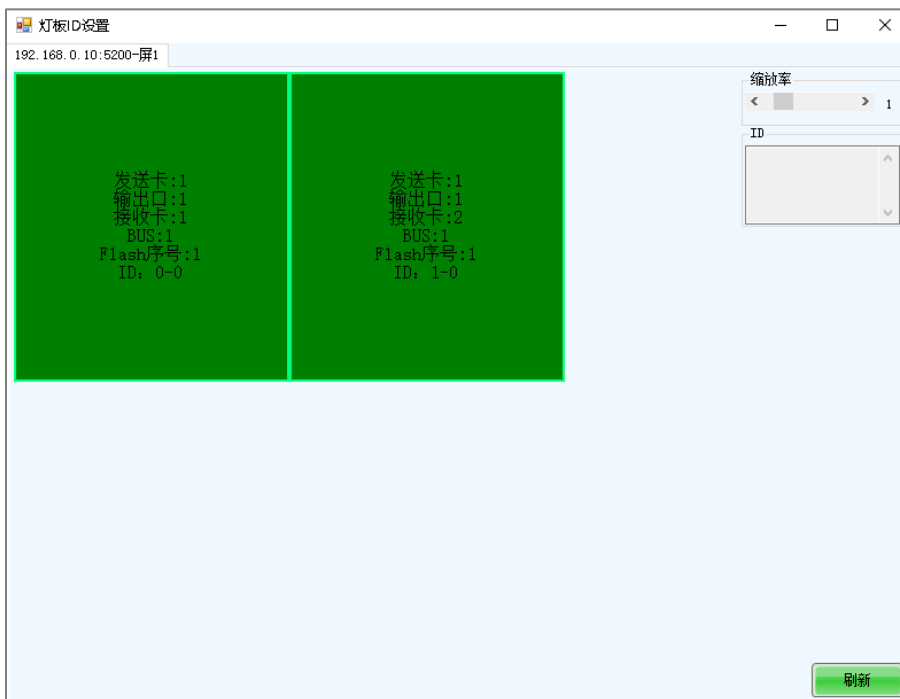 灯板ID设置
192.168.0.10:5200-屏1
缩放率
1
ID
发送卡:1
输出口:1
接收卡:1
BUS:1
Flash序号:1
ID: 0-0
发送卡:1
输出口:1
接收卡:2
BUS:1
Flash序号:1
ID: 1-0
刷新